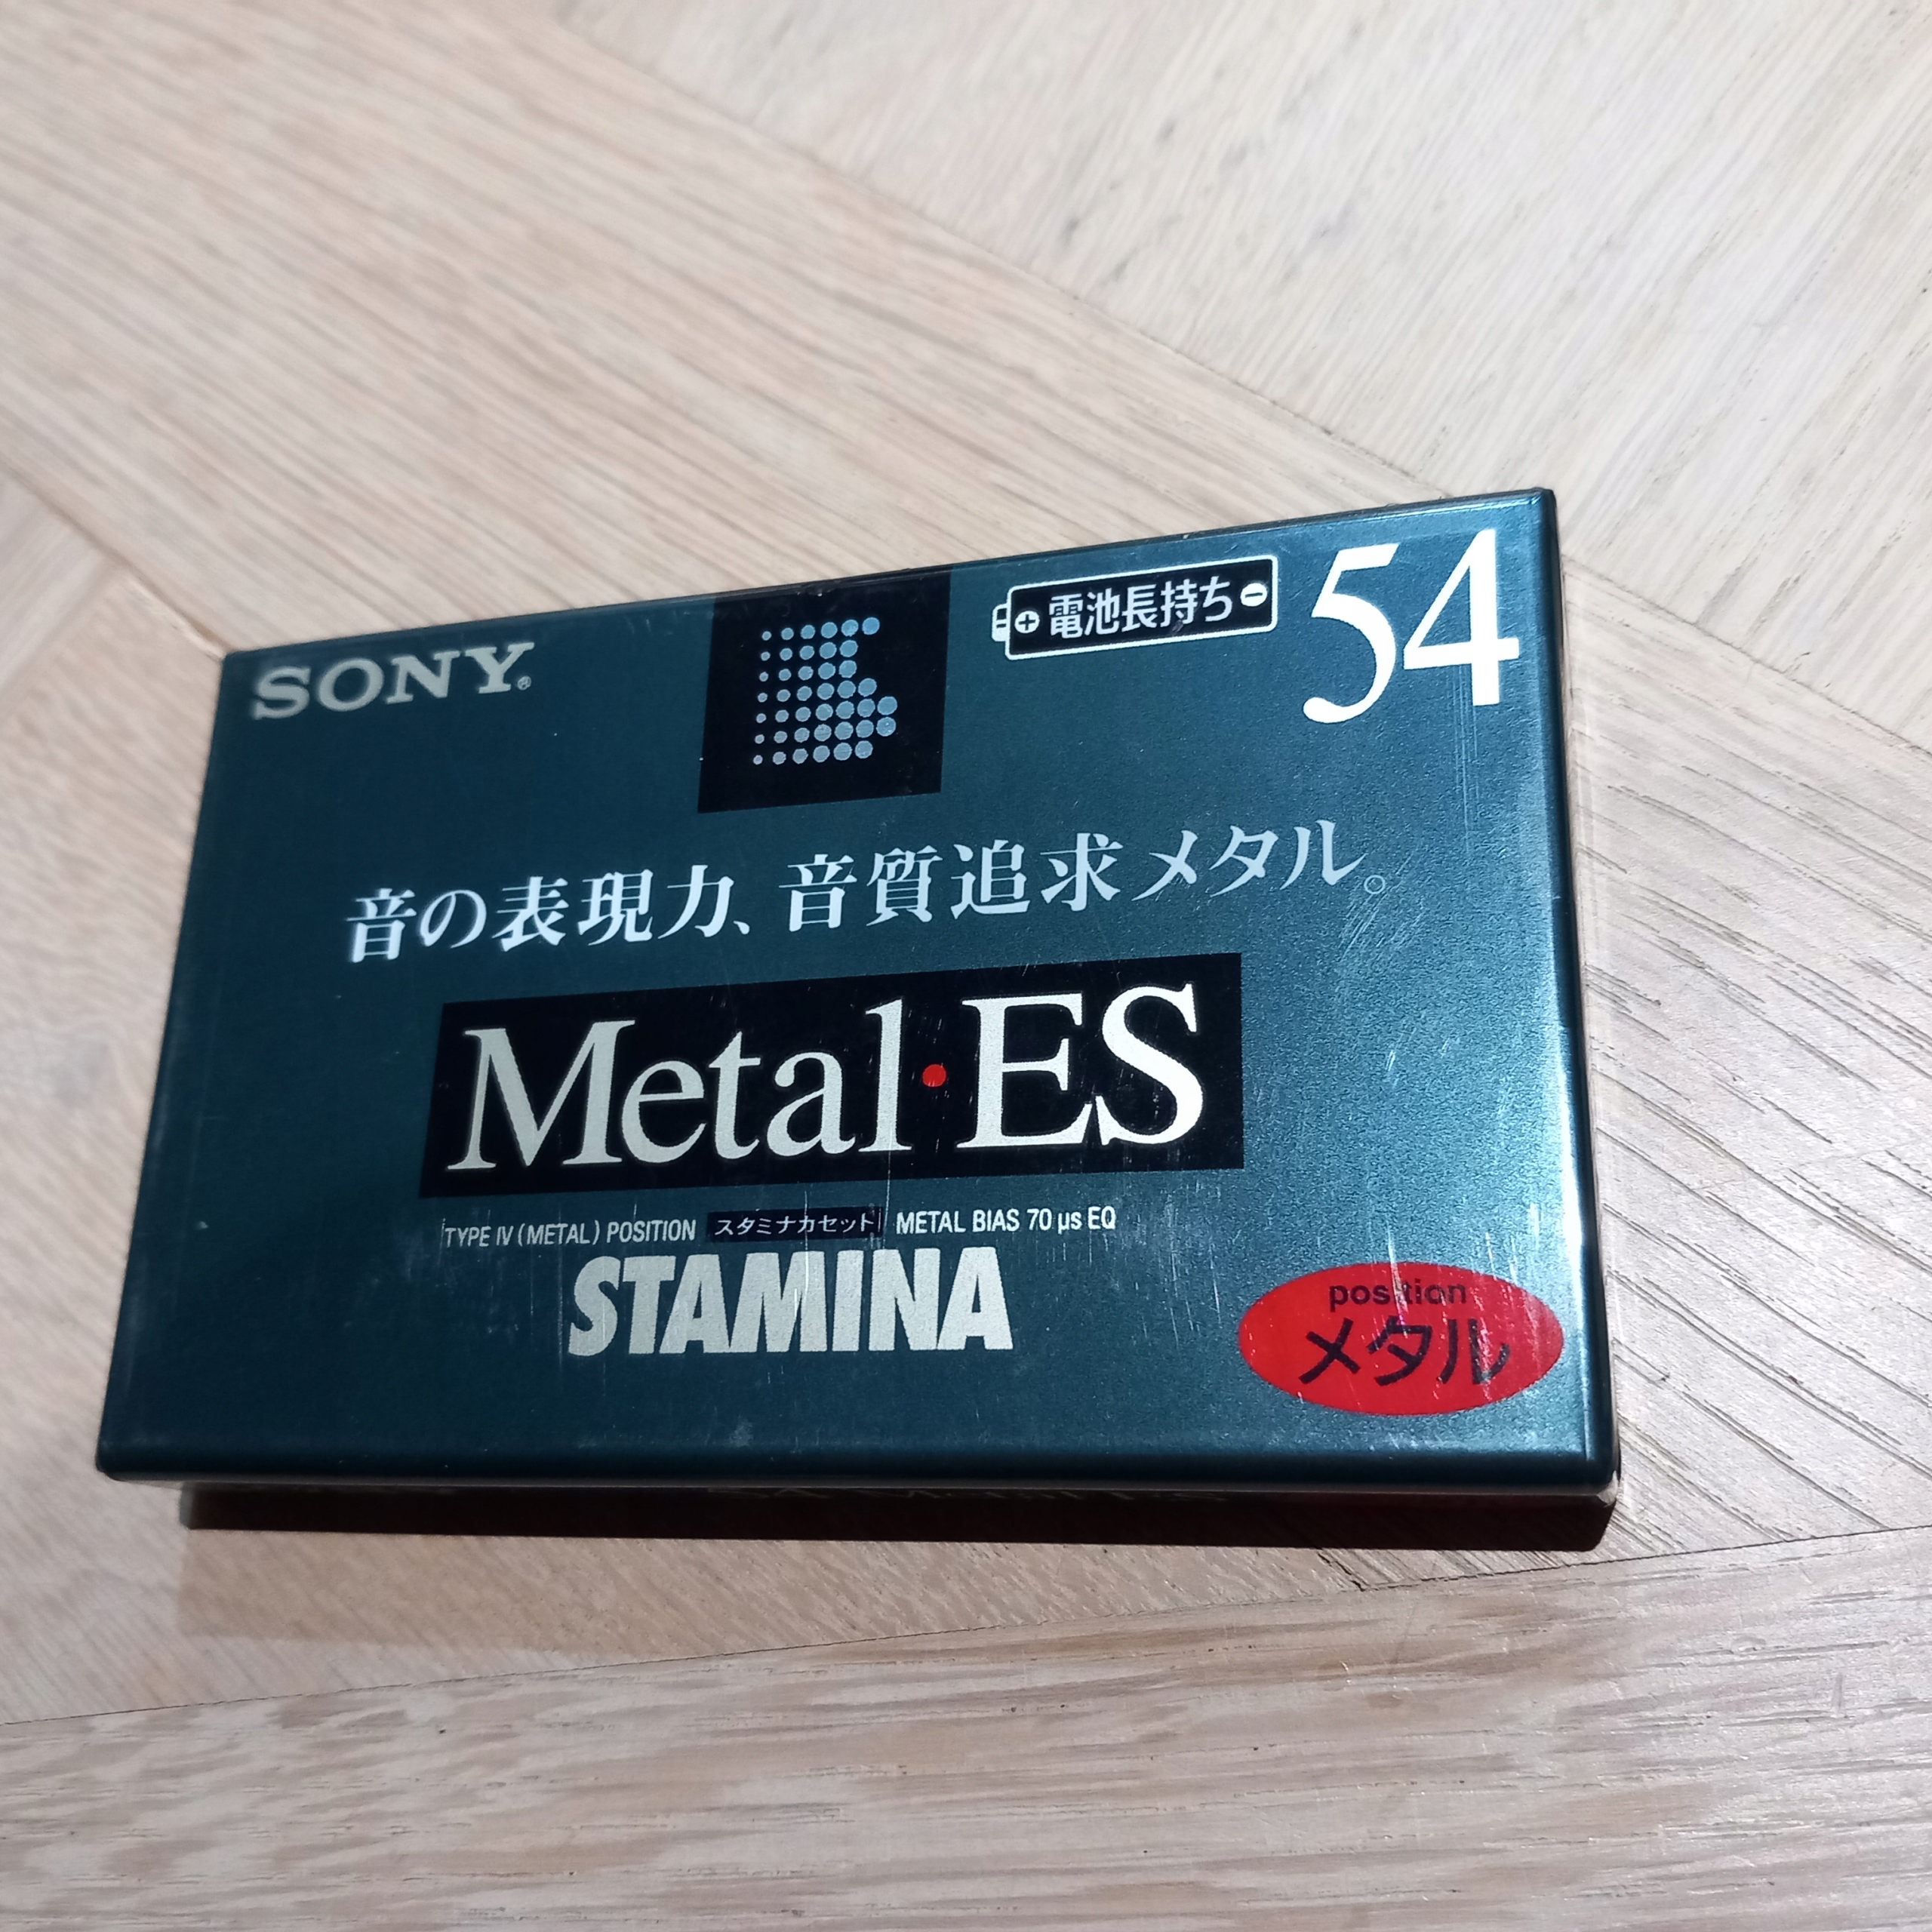 SONY®
電池長持ち
54
音の表現力、音質追求メタル。
Metal·ES
TYPE IV (METAL) POSITION スタミナカセット METAL BIAS 70 µs EQ
STAMINA
position
メタル